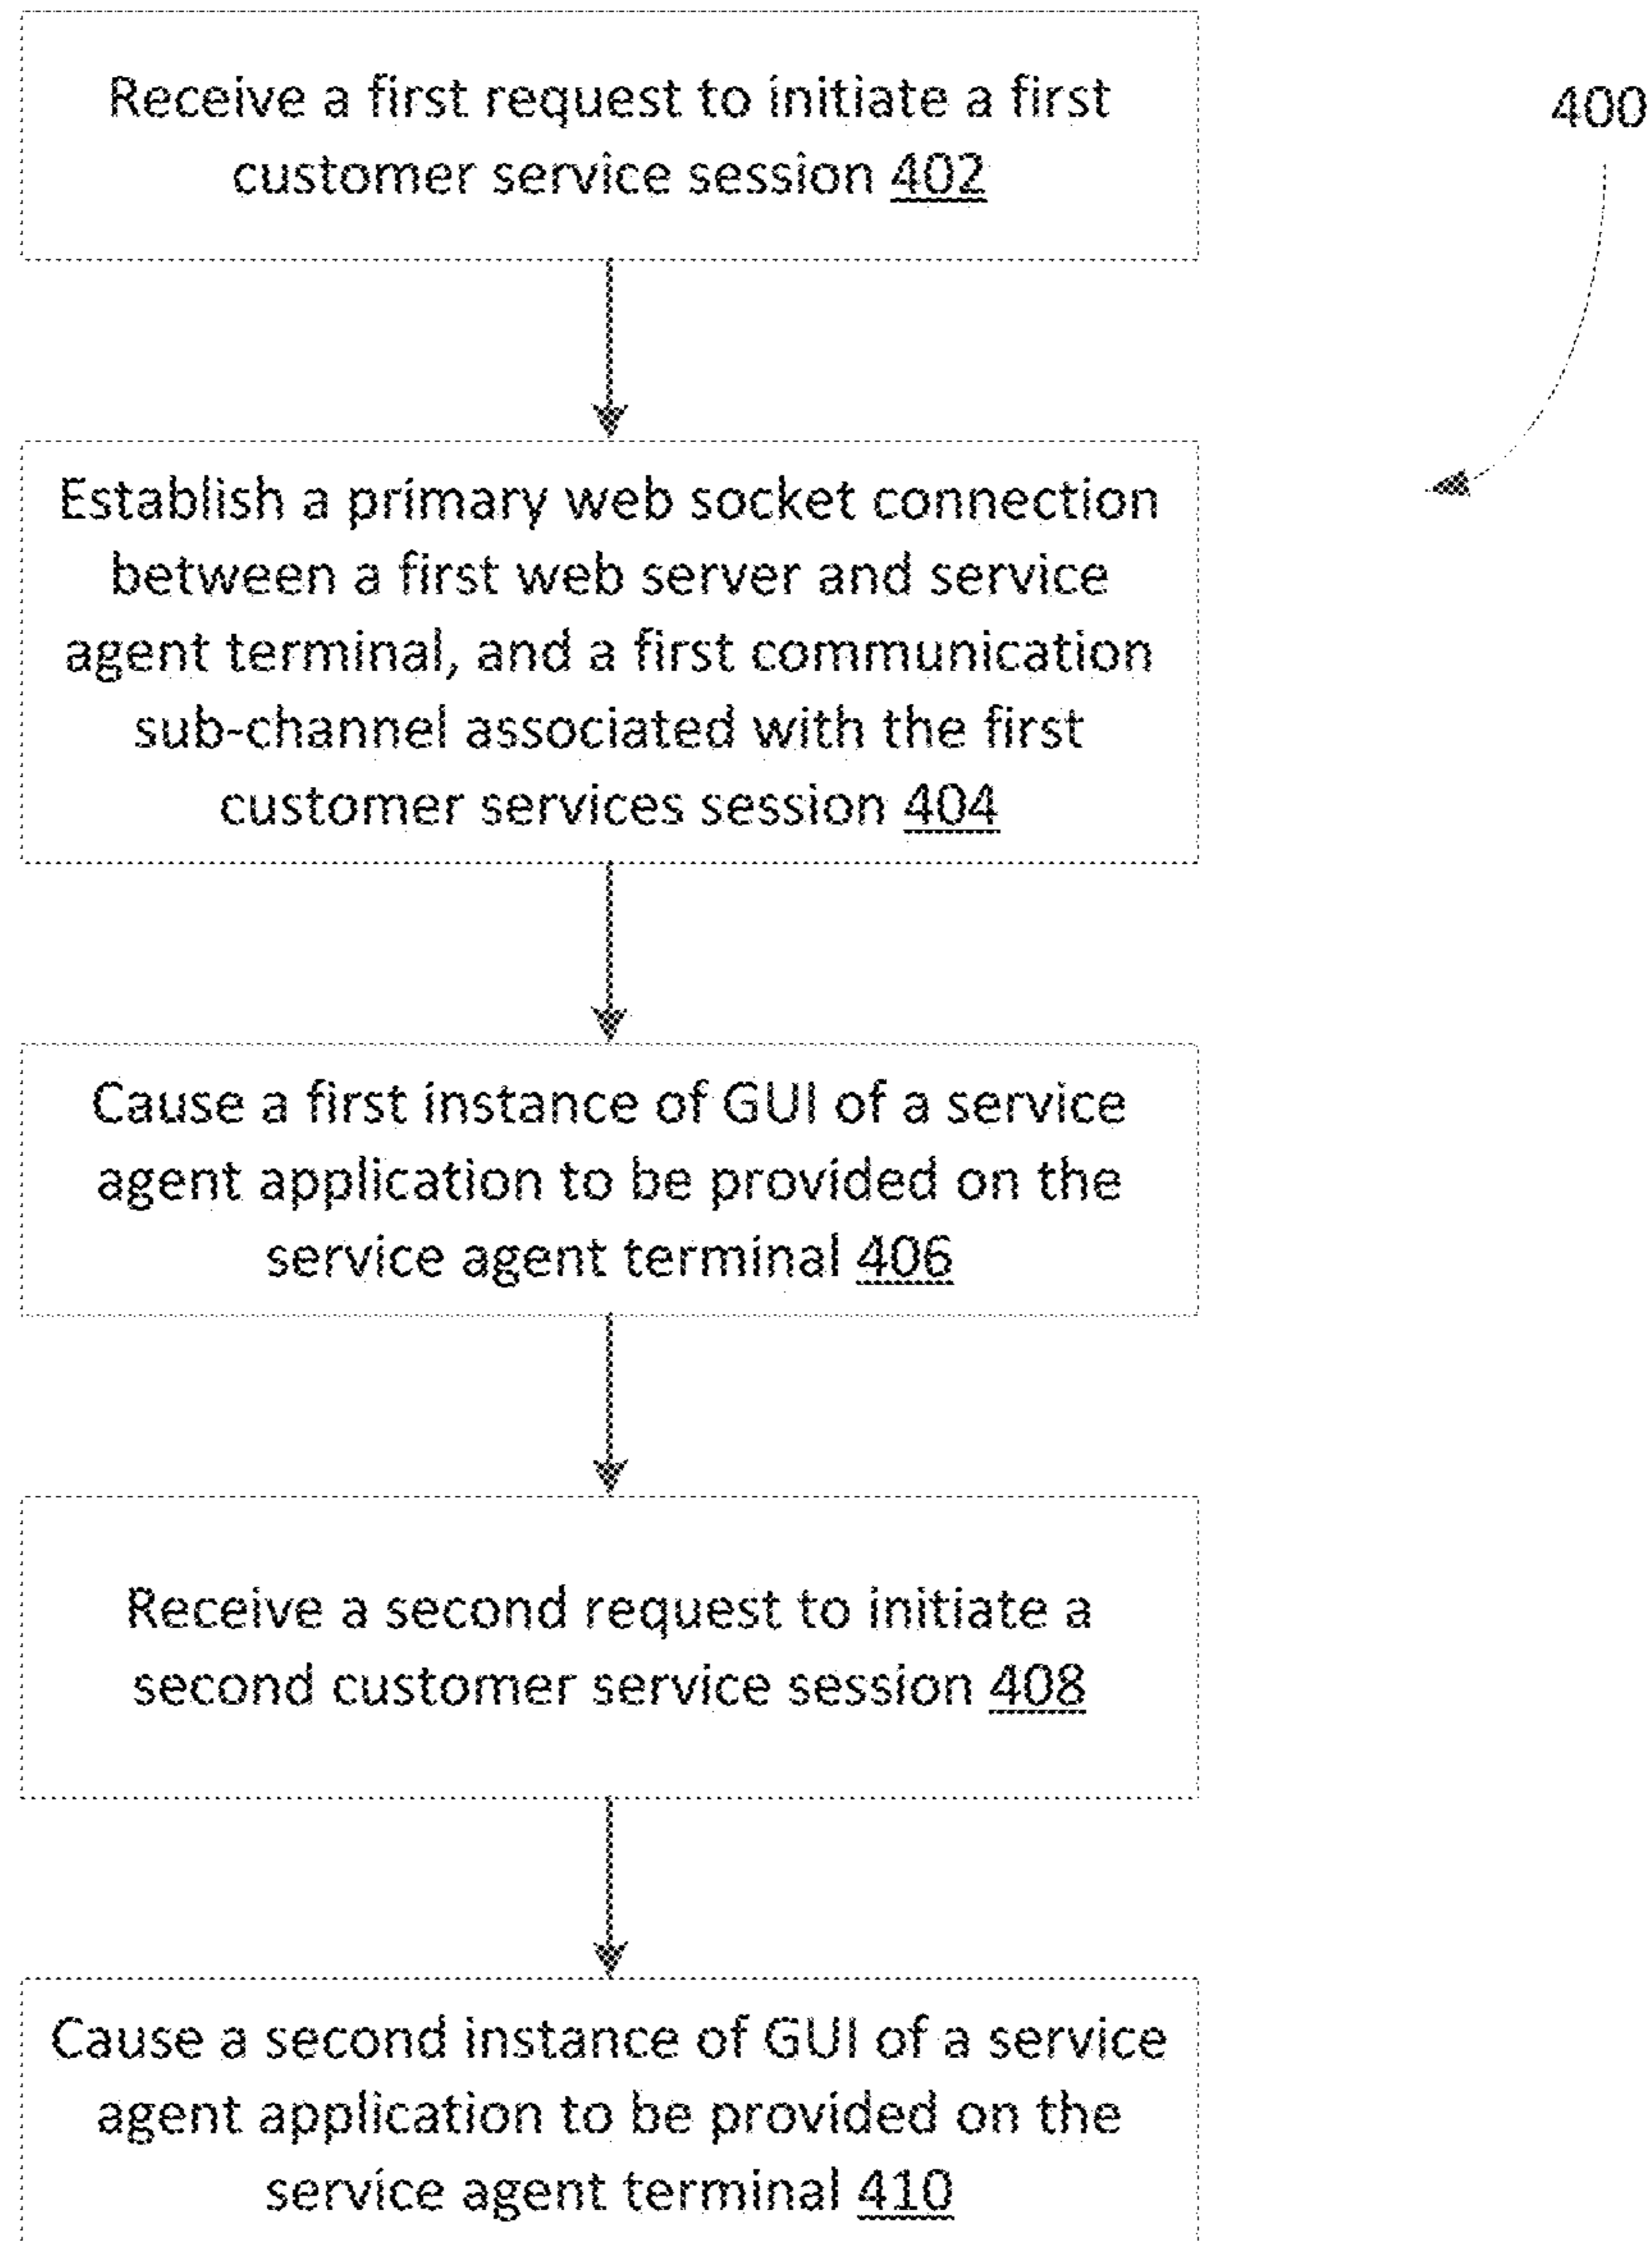 Receive a first request to initiate a first
customer service session 402
400
Establish a primary web socket connection
between a first web server and service
agent terminal, and a first communication
sub-channel associated with the first
customer services session 404
Cause a first instance of GUI of a service
agent application to be provided on the
service agent terminal 406
Receive a second request to initiate a
second customer service session 408
Cause a second instance of GUI of a service
agent application to be provided on the
service agent terminal 410